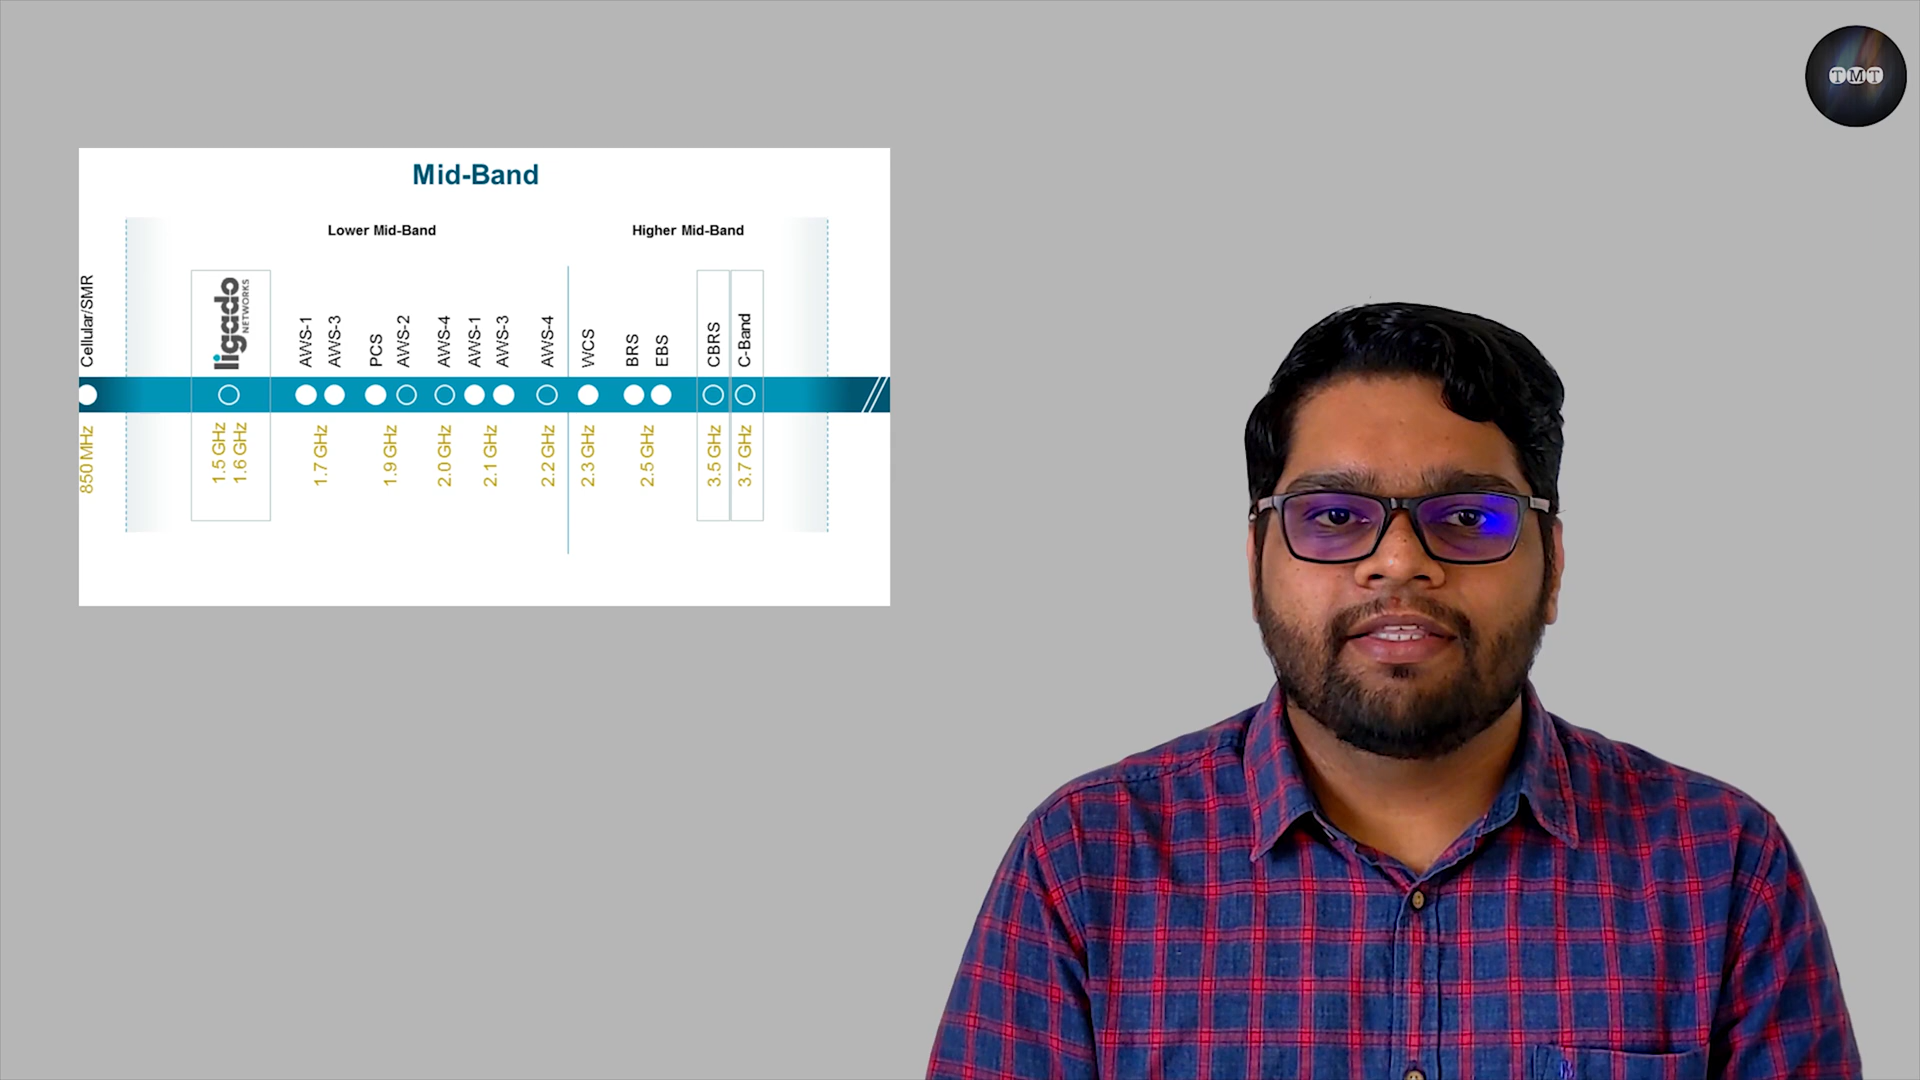 TMT
Mid-Band
Lower Mid-Band
Higher Mid-Band
Cellular/SMR
ligado
NETWORKS
AWS-1
AWS-3
PCS
AWS-2
AWS-4
AWS-1
AWS-3
AWS-4
WCS
BRS
EBS
CBRS
C-Band
850 MHz
1.5 GHz
1.6 GHz
1.7 GHz
1.9 GHz
2.0 GHz
2.1 GHz
2.2 GHz
2.3 GHz
2.5 GHz
3.5 GHz
3.7 GHz